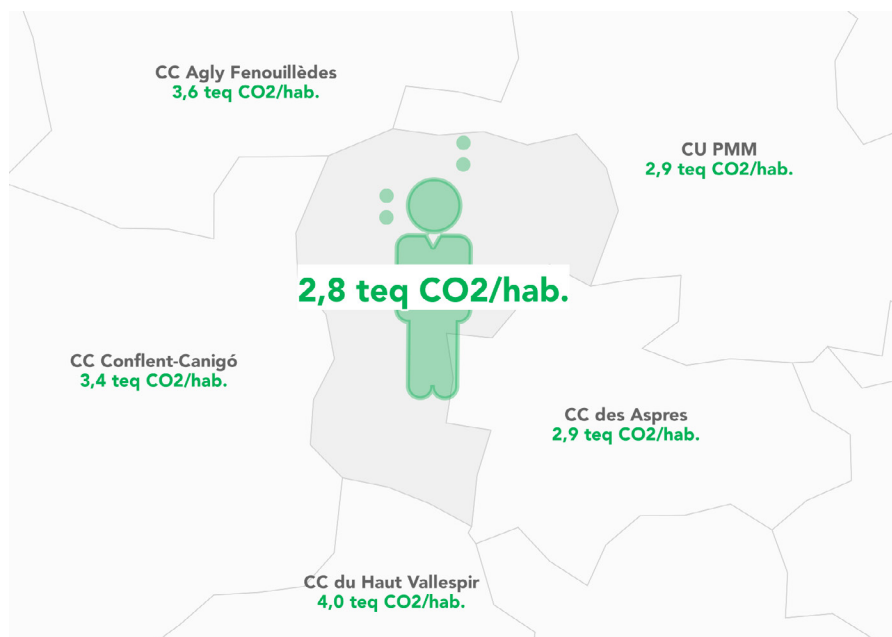 CC Agly Fenouillèdes
3,6 teq CO2/hab.
CU PMM
2,9 teq CO2/hab.
2,8 teq CO2/hab.
CC Conflent-Canigó
3,4 teq CO2/hab.
CC des Aspres
2,9 teq CO2/hab.
CC du Haut Vallespir
4,0 teq CO2/hab.